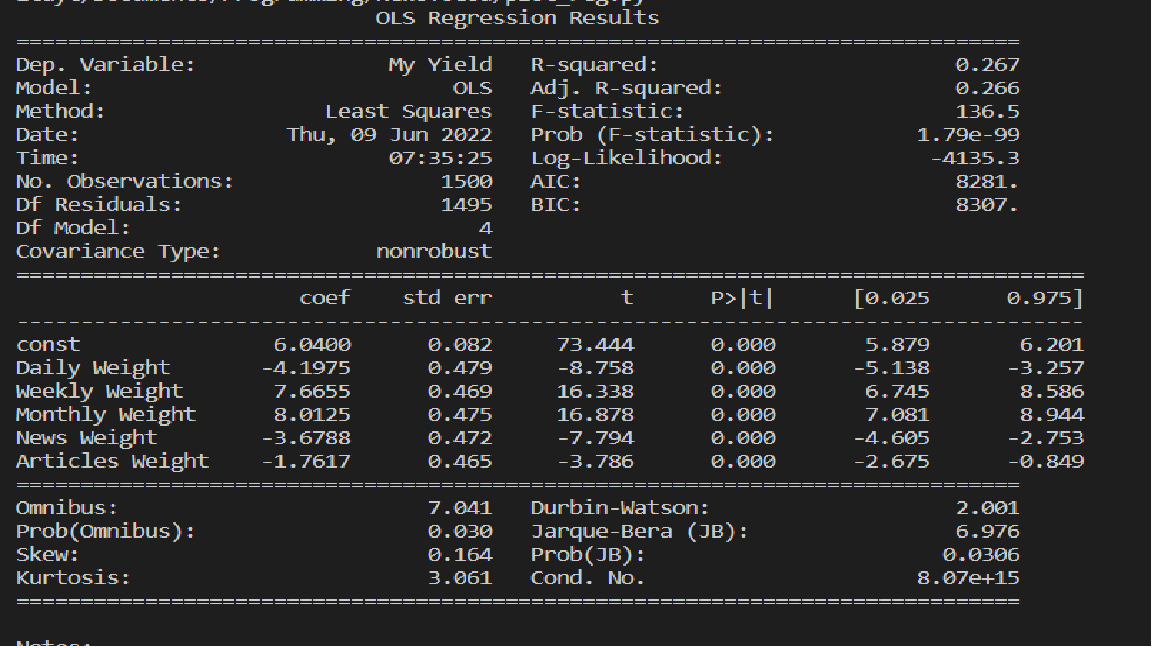 OLS Regression Results
==============================================================================
Dep. Variable: My Yield R-squared: 0.267
Model: OLS Adj. R-squared: 0.266
Method: Least Squares F-statistic: 136.5
Date: Thu, 09 Jun 2022 Prob (F-statistic): 1.79e-99
Time: 07:35:25 Log-Likelihood: -4135.3
No. Observations: 1500 AIC: 8281.
Df Residuals: 1495 BIC: 8307.
Df Model: 4
Covariance Type: nonrobust
===================================================================================
coef std err t P>|t| [0.025 0.975]
-----------------------------------------------------------------------------------
const 6.0400 0.082 73.444 0.000 5.879 6.201
Daily Weight -4.1975 0.479 -8.758 0.000 -5.138 -3.257
Weekly Weight 7.6655 0.469 16.338 0.000 6.745 8.586
Monthly Weight 8.0125 0.475 16.878 0.000 7.081 8.944
News Weight -3.6788 0.472 -7.794 0.000 -4.605 -2.753
Articles Weight -1.7617 0.465 -3.786 0.000 -2.675 -0.849
==============================================================================
Omnibus: 7.041 Durbin-Watson: 2.001
Prob(Omnibus): 0.030 Jarque-Bera (JB): 6.976
Skew: 0.164 Prob(JB): 0.0306
Kurtosis: 3.061 Cond. No. 8.07e+15
==============================================================================
Notes: